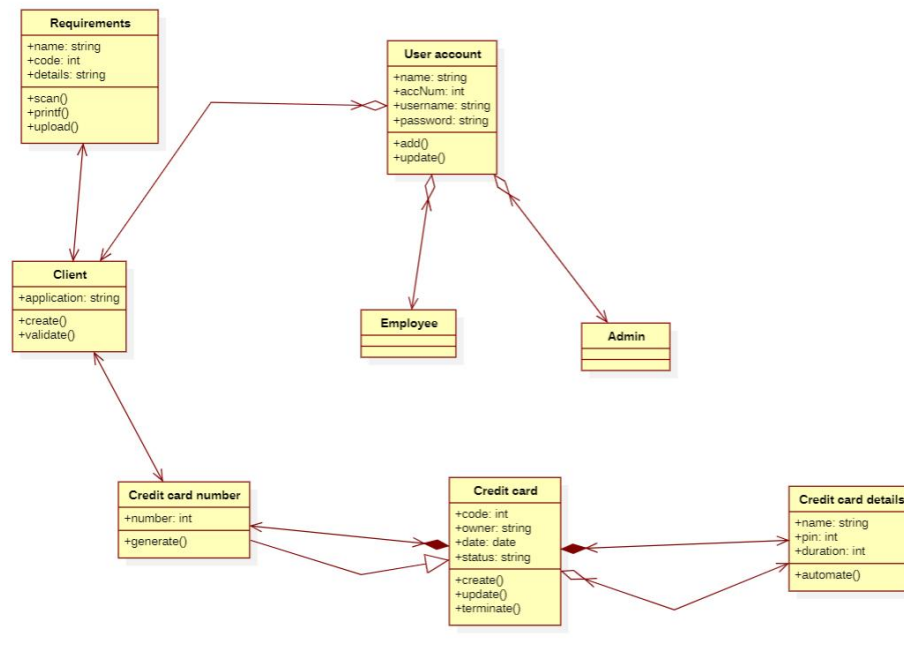 Requirements
+name: string
+code: int
+details: string
+scan()
+printf()
+upload()
User account
+name: string
+accNum: int
+username: string
+password: string
+add()
+update()
Client
+application: string
+create()
+validate()
Employee
Admin
Credit card number
+number: int
+generate()
Credit card
+code: int
+owner: string
+date: date
+status: string
+create()
+update()
+terminate()
Credit card details
+name: string
+pin: int
+duration: int
+automate()